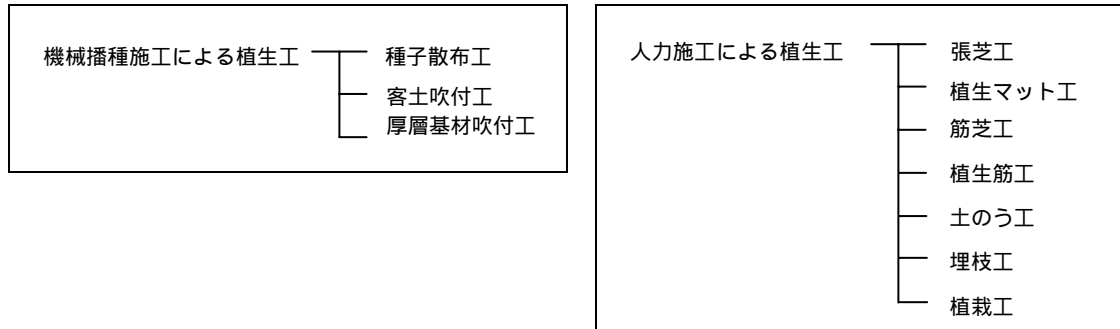 機械播種施工による植生工
種子散布工
客土吹付工
厚層基材吹付工
人力施工による植生工
張芝工
植生マット工
筋芝工
植生筋工
土のう工
埋枝工
植栽工